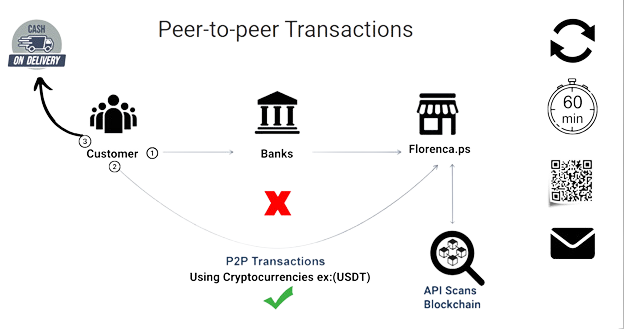 Peer-to-peer Transactions
CASH
ON DELIVERY
60
min
3
Customer
1
Banks
Florenca.ps
2
X
P2P Transactions
Using Cryptocurrencies ex:(USDT)
API Scans
Blockchain